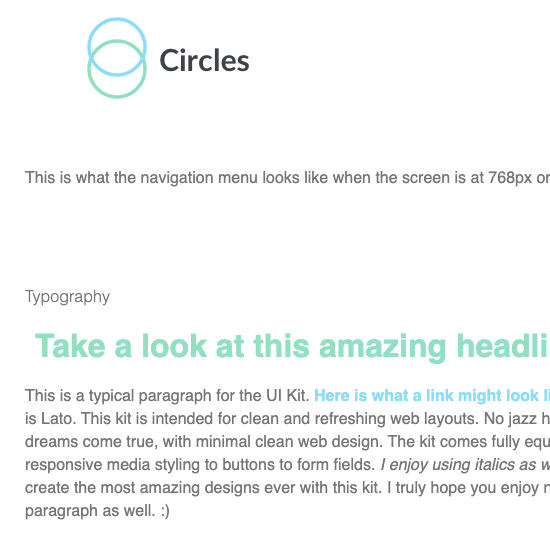 Circles
This is what the navigation menu looks like when the screen is at 768px or
Typography
Take a look at this amazing headli
This is a typical paragraph for the UI Kit. Here is what a link might look li
is Lato. This kit is intended for clean and refreshing web layouts. No jazz h
dreams come true, with minimal clean web design. The kit comes fully equ
responsive media styling to buttons to form fields. I enjoy using italics as w
create the most amazing designs ever with this kit. I truly hope you enjoy n
paragraph as well. :)